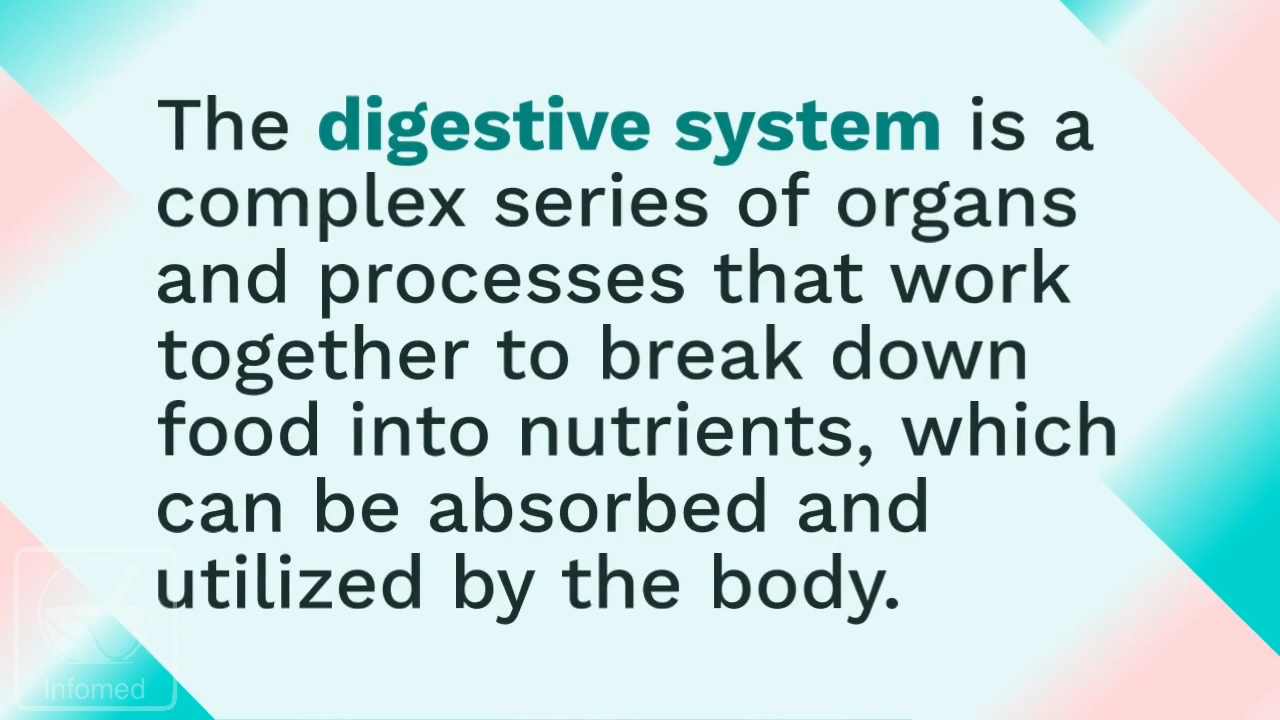 The digestive system is a
complex series of organs
and processes that work
together to break down
food into nutrients, which
can be absorbed and
utilized by the body.
Infomed